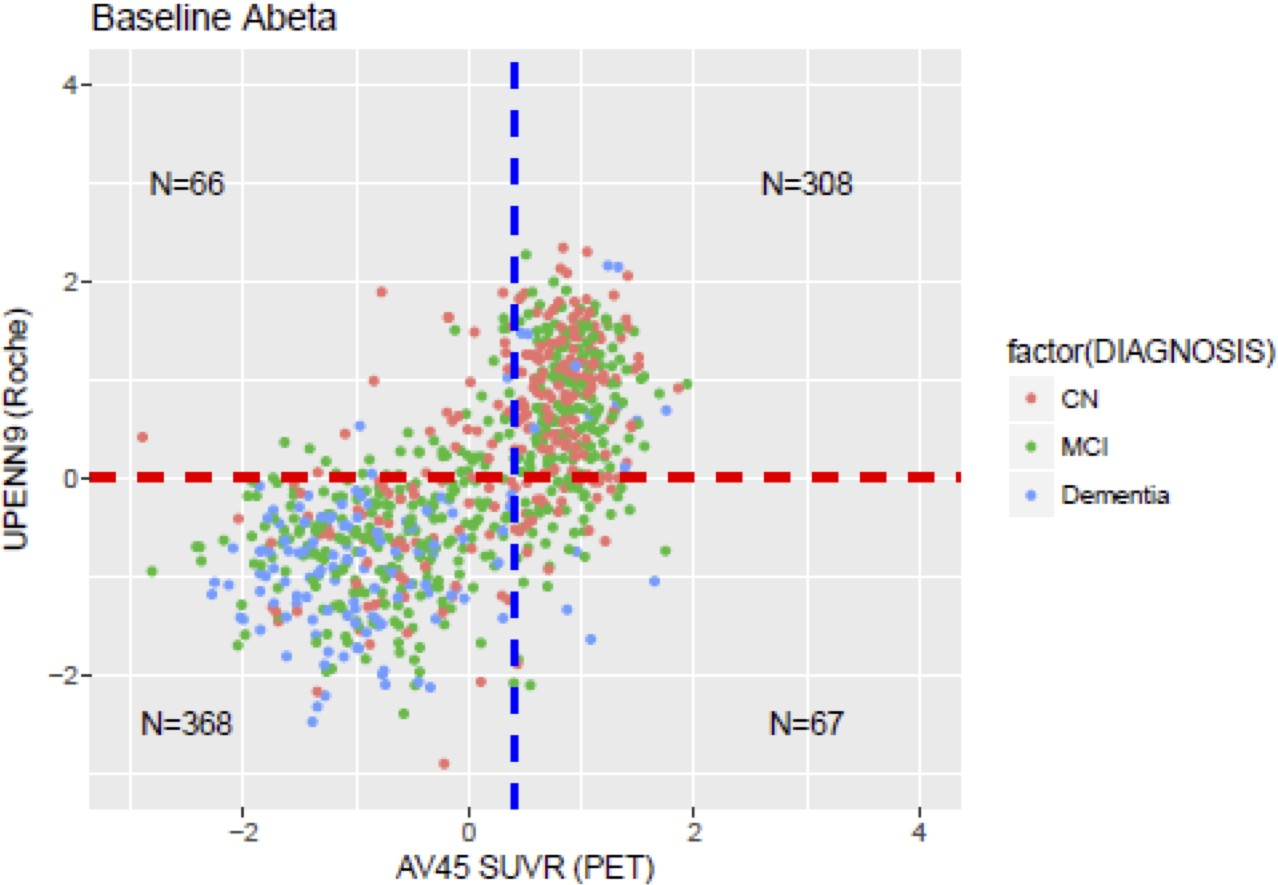 Baseline Abeta
4
2
0
−2
UPENN9 (Roche)
N=66
N=308
N=368
N=67
−2
0
2
4
AV45 SUVR (PET)
factor(DIAGNOSIS)
CN
MCI
Dementia